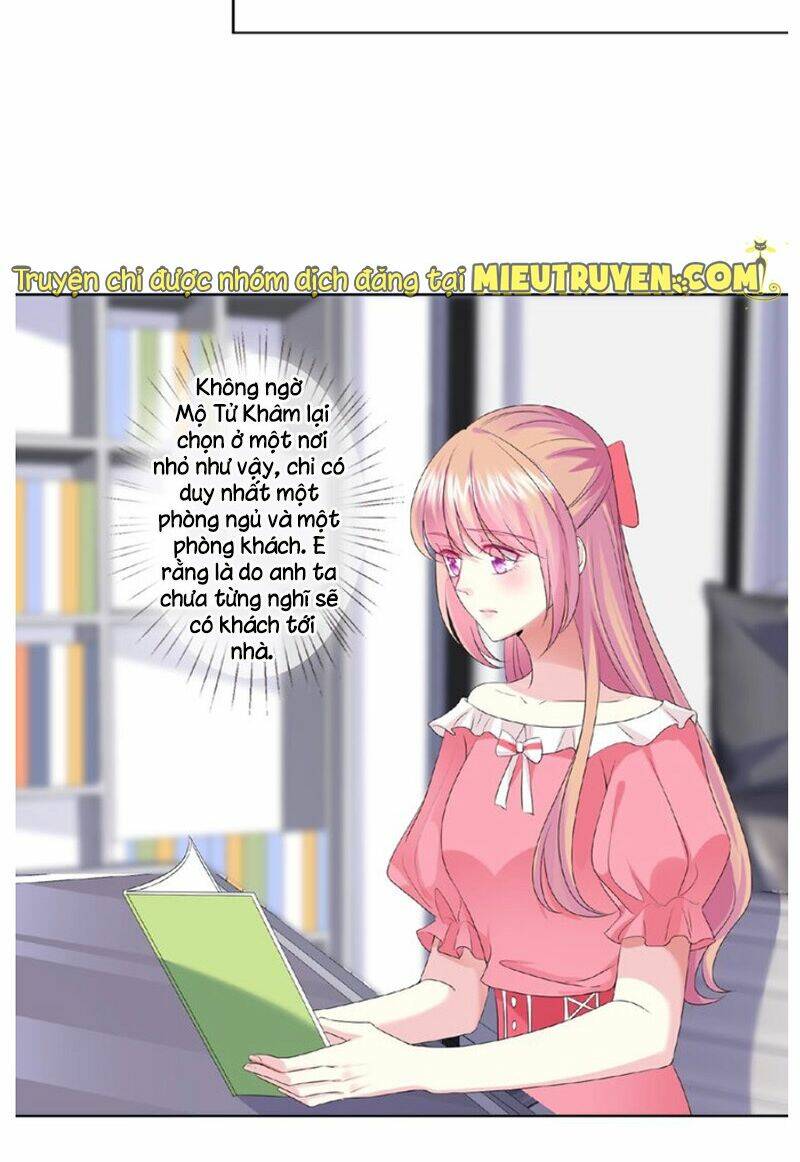 Truyện chỉ được nhóm dịch đăng tại MIEUTRUYEN.COM
Không ngờ
Mộ Tử Khâm lại
chọn ở một nơi
nhỏ như vậy, chỉ có
duy nhất một
phòng ngủ và một
phòng khách. E
rằng là do anh ta
chưa từng nghĩ sẽ
có khách tới
nhà.